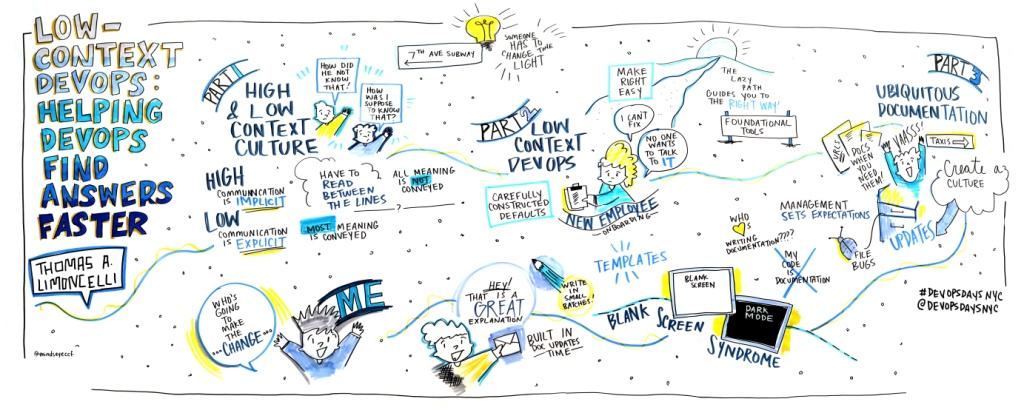 LOW-
CONTEXT
DEVOPS:
HELPING
DEVOPS
FIND
ANSWERS
FASTER
THOMAS A.
LIMONCELLI
@mindseyeccf
PART 1
HIGH
& LOW
CONTEXT
CULTURE
HOW DID
HE NOT
KNOW
THAT!
HOW WAS I
SUPPOSE
TO KNOW
THAT?
7TH AVE SUBWAY
SOMEONE
HAS TO
CHANGE THE
LIGHT
HIGH
COMMUNICATION
IS IMPLICIT
LOW
COMMUNICATION
IS EXPLICIT
HAVE TO
READ
BETWEEN
THE LINES
ALL MEANING
IS NOT
CONVEYED
?
MOST MEANING
IS CONVEYED
PART 2
LOW
CONTEXT
DEVOPS
MAKE
RIGHT
EASY
I CAN'T
FIX
NO ONE
WANTS
TO TALK
TO IT
THE
LAZY
PATH
GUIDES YOU TO
THE RIGHT WAY!
FOUNDATIONAL
TOOLS
CAREFULLY
CONSTRUCTED
DEFAULTS
NEW EMPLOYEE
ONBOARDING
PART 3
UBIQUITOUS
DOCUMENTATION
URLS!
DOCS
WHEN
YOU
NEED
THEM!
TAXIS
Create a
CULTURE
MANAGEMENT
SETS EXPECTATIONS
UPDATES
FILE
BUGS
WHO
IS
WRITING
DOCUMENTATION????
MY
CODE
IS
DOCUMENTATION
#DEVOPSDAYSNYC
@DEVOPSDAYSNYC
WHO'S
GOING
TO
MAKE
THE
...CHANGE...
ME
HEY!
THAT IS A
GREAT
EXPLANATION
WRITE IN
SMALL
BATCHES!
BUILT IN
DOC UPDATES
TIME
TEMPLATES
BLANK
SCREEN
BLANK SCREEN
DARK
MODE
SYNDROME